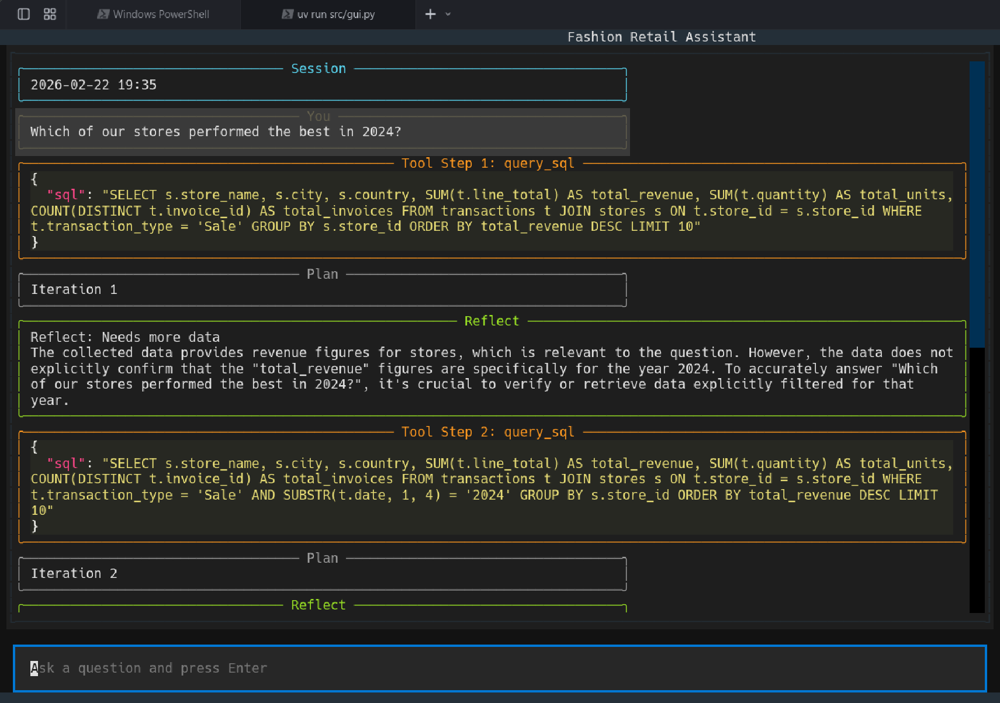 Windows PowerShell
uv run src/gui.py
Fashion Retail Assistant
Session
2026-02-22 19:35
You
Which of our stores performed the best in 2024?
Tool Step 1: query_sql
{
"sql": "SELECT s.store_name, s.city, s.country, SUM(t.line_total) AS total_revenue, SUM(t.quantity) AS total_units,
COUNT(DISTINCT t.invoice_id) AS total_invoices FROM transactions t JOIN stores s ON t.store_id = s.store_id WHERE
t.transaction_type = 'Sale' GROUP BY s.store_id ORDER BY total_revenue DESC LIMIT 10"
}
Plan
Iteration 1
Reflect
Reflect: Needs more data
The collected data provides revenue figures for stores, which is relevant to the question. However, the data does not
explicitly confirm that the "total_revenue" figures are specifically for the year 2024. To accurately answer "Which
of our stores performed the best in 2024?", it's crucial to verify or retrieve data explicitly filtered for that
year.
Tool Step 2: query_sql
{
"sql": "SELECT s.store_name, s.city, s.country, SUM(t.line_total) AS total_revenue, SUM(t.quantity) AS total_units,
COUNT(DISTINCT t.invoice_id) AS total_invoices FROM transactions t JOIN stores s ON t.store_id = s.store_id WHERE
t.transaction_type = 'Sale' AND SUBSTR(t.date, 1, 4) = '2024' GROUP BY s.store_id ORDER BY total_revenue DESC LIMIT
10"
}
Plan
Iteration 2
Reflect
Ask a question and press Enter